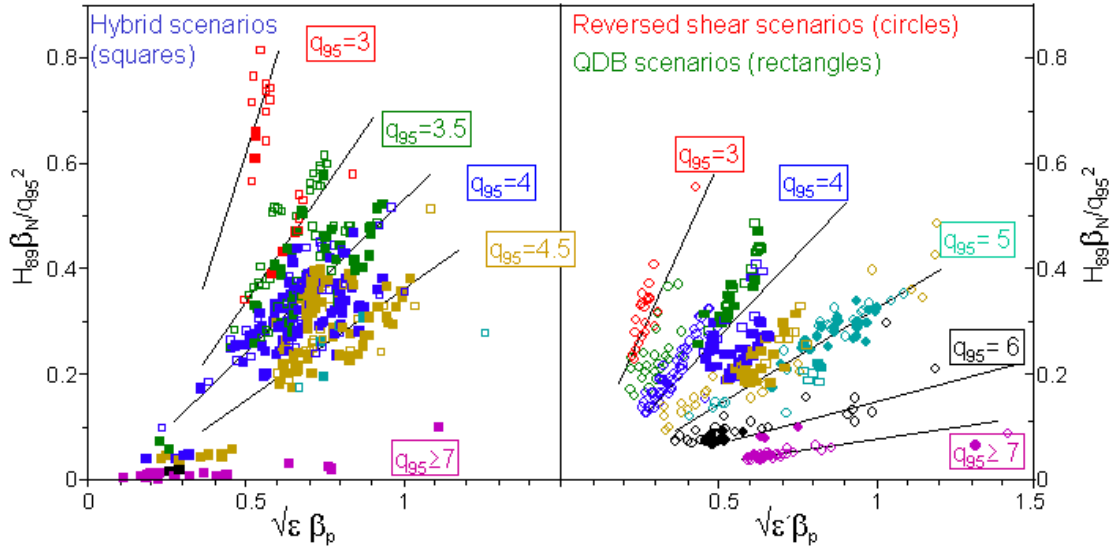 Hybrid scenarios
(squares)
q95=3
q95=3.5
q95=4
q95=4.5
q95≥7
H89βN/q95²
0.8
0.6
0.4
0.2
0
0
0.5
1
√ε βp
Reversed shear scenarios (circles)
QDB scenarios (rectangles)
q95=3
q95=4
q95= 5
q95= 6
q95≥ 7
0.8
0.6
0.4
0.2
0
H89βN/q95²
0.5
1
1.5
√ε βp